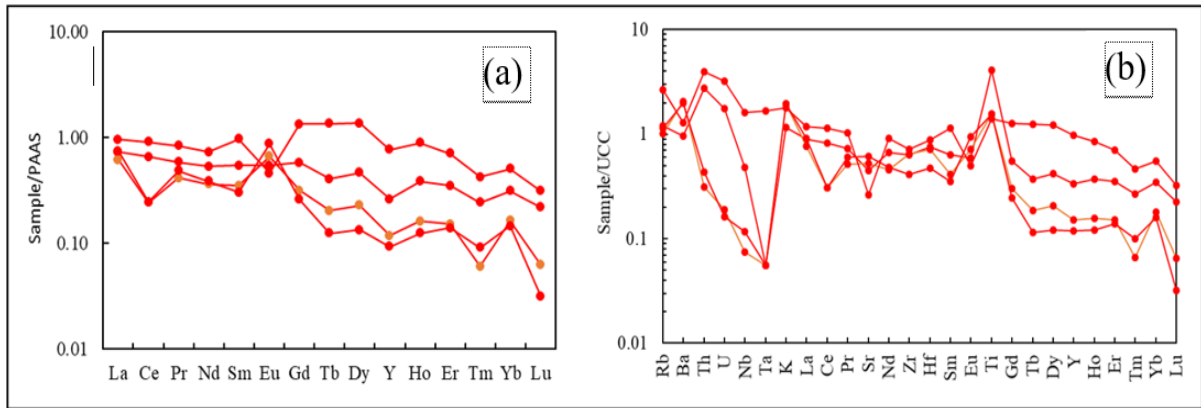 (a)
Sample/PAAS
10.00
1.00
0.10
0.01
La Ce Pr Nd Sm Eu Gd Tb Dy Y Ho Er Tm Yb Lu
(b)
Sample/UCC
10
1
0.1
0.01
Rb Ba Th U Nb Ta K La Ce Pr Sr Nd Zr Hf Sm Eu Ti Gd Tb Dy Y Ho Er Tm Yb Lu